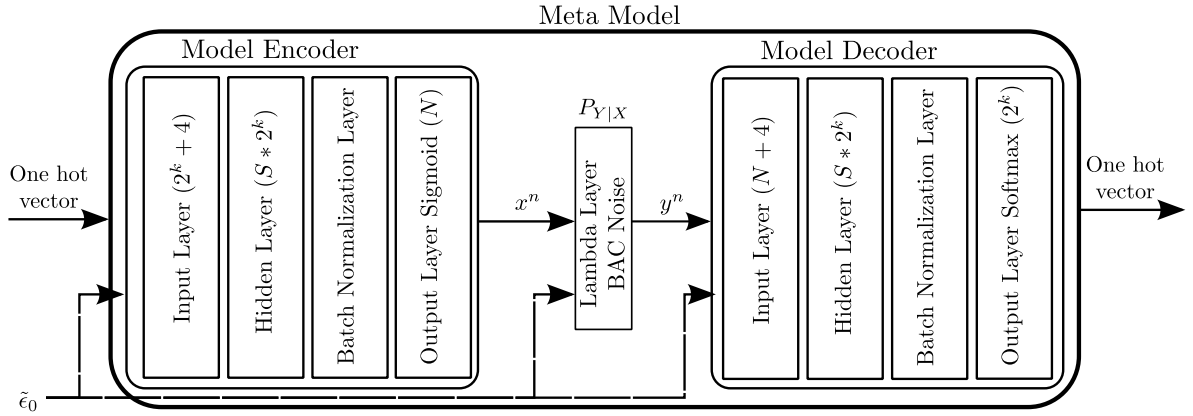 Meta Model
Model Encoder
Model Decoder
One hot
vector
Input Layer (2^k + 4)
Hidden Layer (S * 2^k)
Batch Normalization Layer
Output Layer Sigmoid (N)
x^n
P_{Y|X}
Lambda Layer
BAC Noise
y^n
Input Layer (N + 4)
Hidden Layer (S * 2^k)
Batch Normalization Layer
Output Layer Softmax (2^k)
One hot
vector
ϵ̃_0